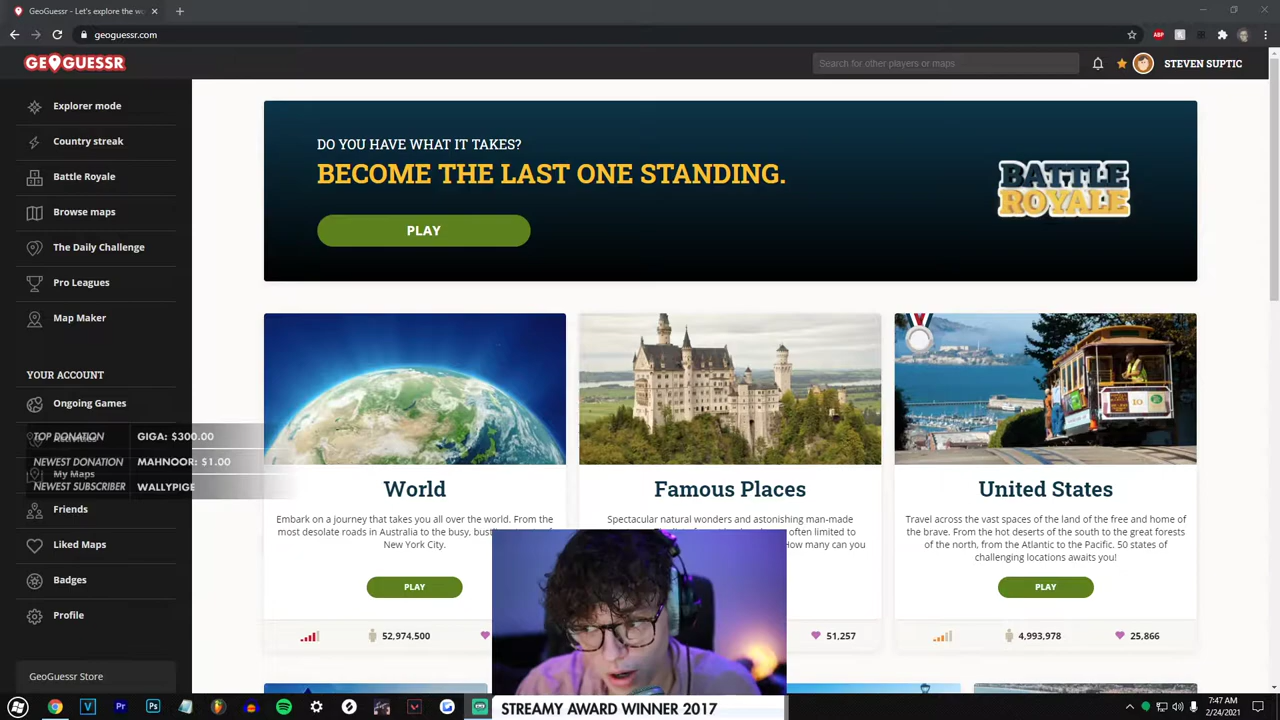 GeoGuessr - Let's explore the wo
geoguessr.com
ABP
GEOGUESSR
Search for other players or maps
STEVEN SUPTIC
Explorer mode
Country streak
Battle Royale
Browse maps
The Daily Challenge
Pro Leagues
Map Maker
YOUR ACCOUNT
Ongoing Games
TOP DONATION GIGA: $300.00
NEWEST DONATION MAHNOOR: $1.00
My Maps
NEWEST SUBSCRIBER WALLYPIGE
Friends
Liked Maps
Badges
Profile
GeoGuessr Store
DO YOU HAVE WHAT IT TAKES?
BECOME THE LAST ONE STANDING.
PLAY
BATTLE
ROYALE
World
Embark on a journey that takes you all over the world. From the
most desolate roads in Australia to the busy, of
New York City.
PLAY
52,974,500
Famous Places
Spectacular natural wonders and astonishing man-made
often limited to
How many can you
51,257
10
United States
Travel across the vast spaces of the land of the free and home of
the brave. From the hot deserts of the south to the great forests
of the north, from the Atlantic to the Pacific. 50 states of
challenging locations awaits you!
PLAY
4,993,978
25,866
STREAMY AWARD WINNER 2017
7:47 AM
2/24/2021